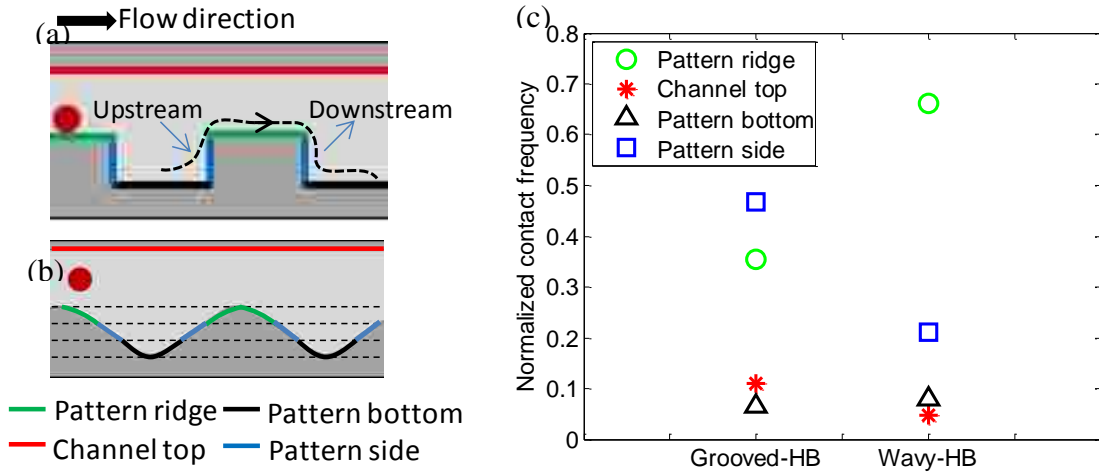 Flow direction
(a)
Upstream
Downstream
(b)
Pattern ridge
Pattern bottom
Channel top
Pattern side
(c)
0.8
0.7
0.6
0.5
0.4
0.3
0.2
0.1
0
Normalized contact frequency
Pattern ridge
Channel top
Pattern bottom
Pattern side
Grooved-HB
Wavy-HB